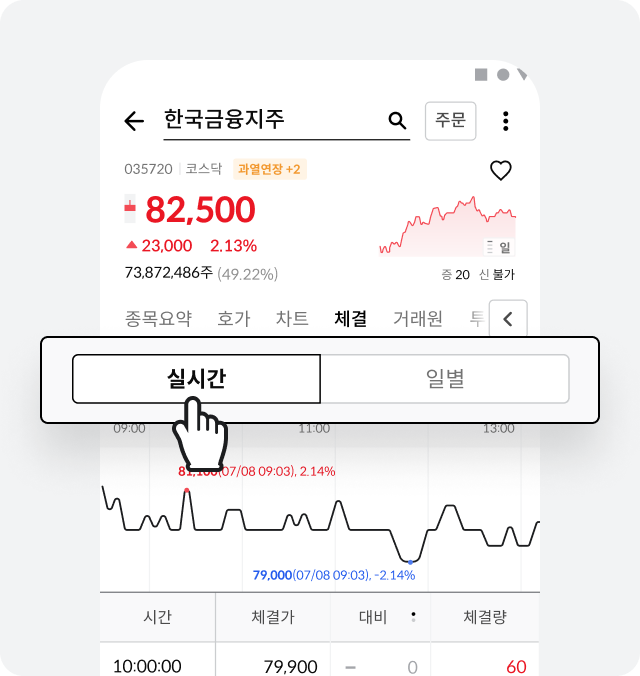 한국금융지주 주문
035720 코스닥 과열연장 +2
82,500
23,000 2.13%
일
73,872,486주 (49.22%) 증 20 신 불가
종목요약 호가 차트 체결 거래원 투
실시간 일별
09:00 11:00 13:00
81,100(07/08 09:03), 2.14%
79,000(07/08 09:03), -2.14%
시간 체결가 대비 체결량
10:00:00 79,900 0 60